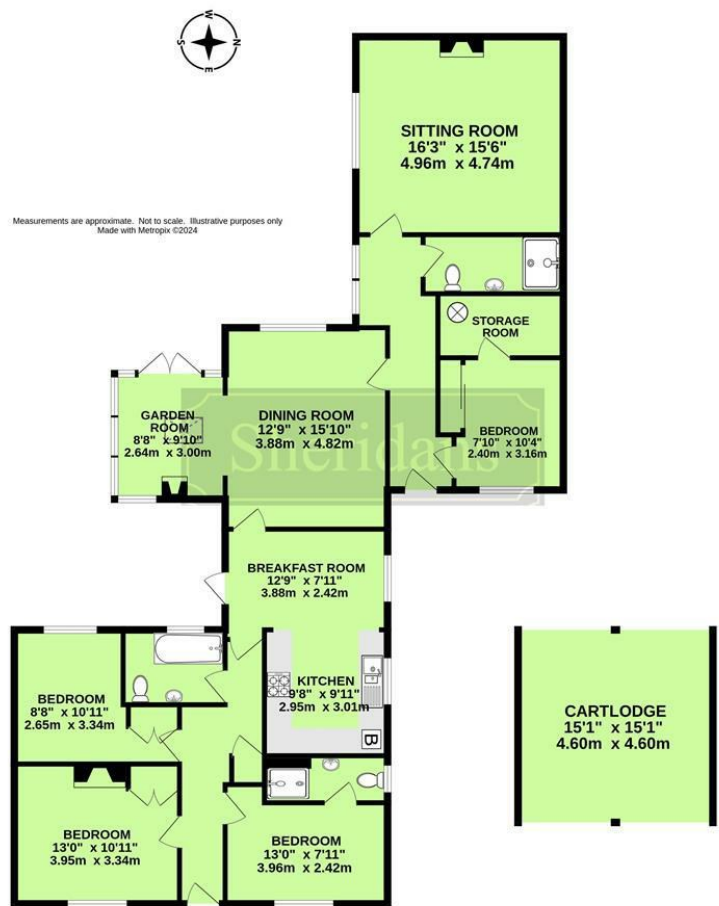 W
S
N
E
SITTING ROOM
16'3" x 15'6"
4.96m x 4.74m
Measurements are approximate. Not to scale. Illustrative purposes only
Made with Metropix ©2024
STORAGE
ROOM
GARDEN
ROOM
8'8" x 9'10"
2.64m x 3.00m
DINING ROOM
12'9" x 15'10"
3.88m x 4.82m
BEDROOM
7'10" x 10'4"
2.40m x 3.16m
Sheridans
BREAKFAST ROOM
12'9" x 7'11"
3.88m x 2.42m
KITCHEN
9'8" x 9'11"
2.95m x 3.01m
B
BEDROOM
8'8" x 10'11"
2.65m x 3.34m
CARTLODGE
15'1" x 15'1"
4.60m x 4.60m
BEDROOM
13'0" x 10'11"
3.95m x 3.34m
BEDROOM
13'0" x 7'11"
3.96m x 2.42m